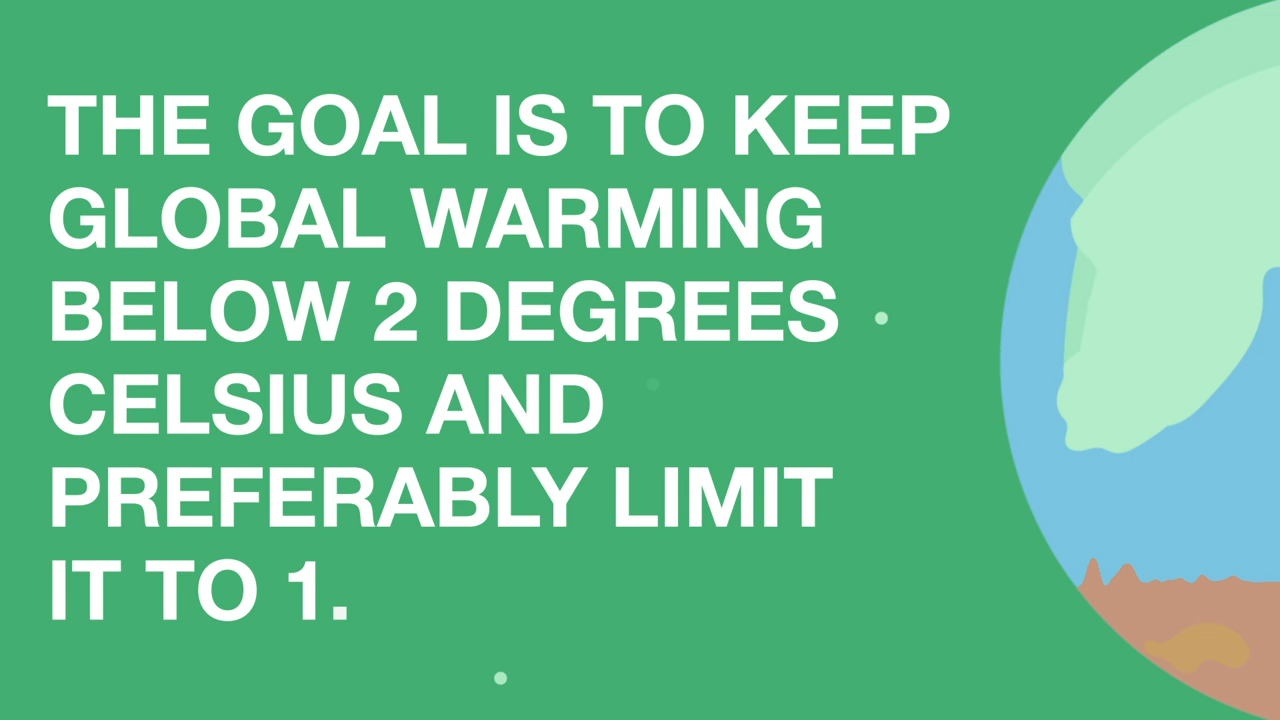 THE GOAL IS TO KEEP
GLOBAL WARMING
BELOW 2 DEGREES
CELSIUS AND
PREFERABLY LIMIT
IT TO 1.